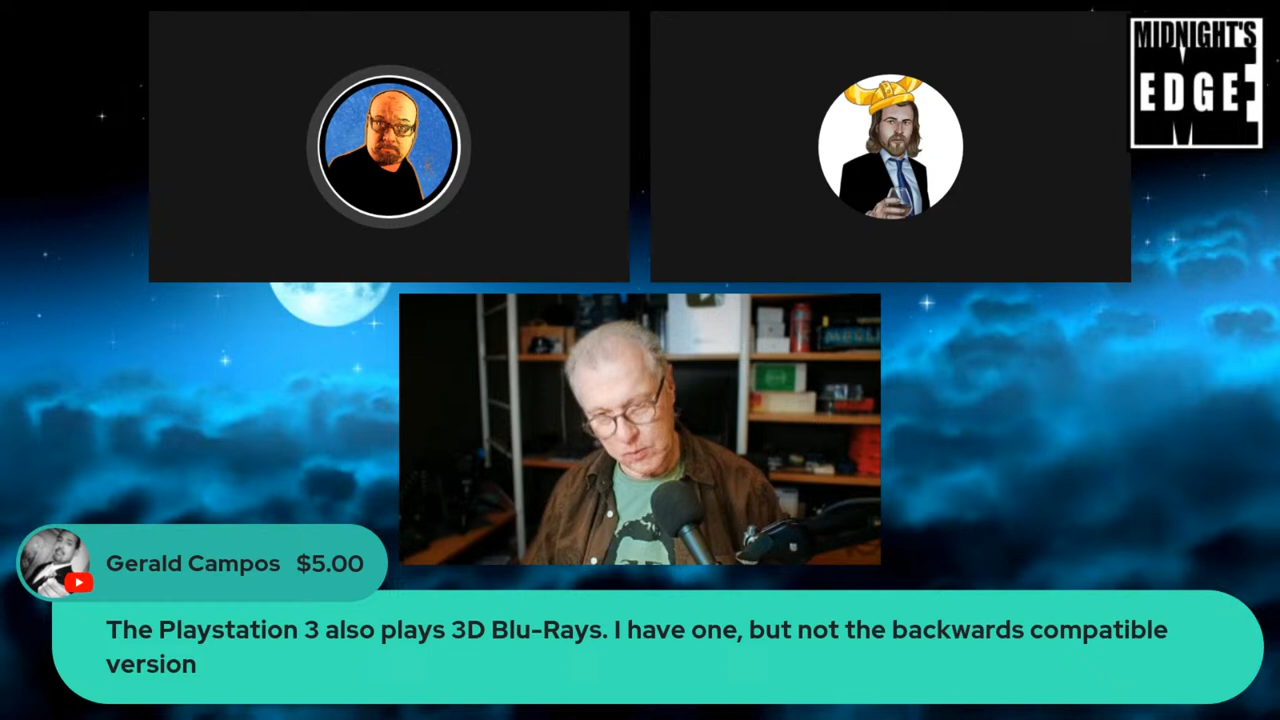 MIDNIGHT'S
EDGE
Gerald Campos $5.00
The Playstation 3 also plays 3D Blu-Rays. I have one, but not the backwards compatible
version